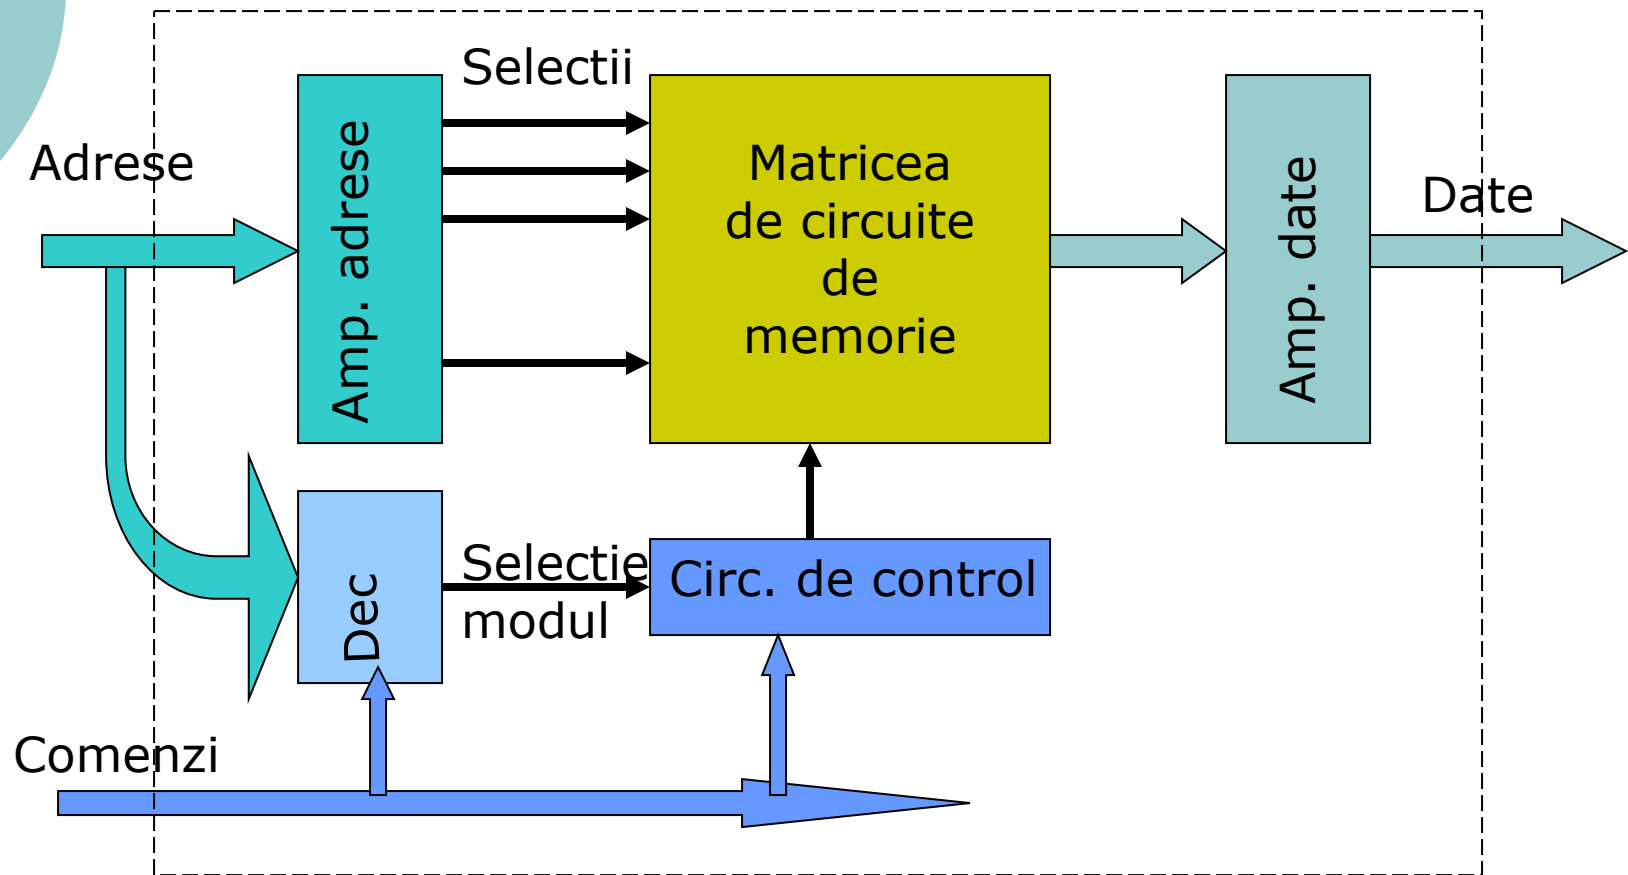 Selectii
Adrese
Amp. adrese
Matricea
de circuite
de
memorie
Amp. date
Date
Dec
Selectie
modul
Circ. de control
Comenzi